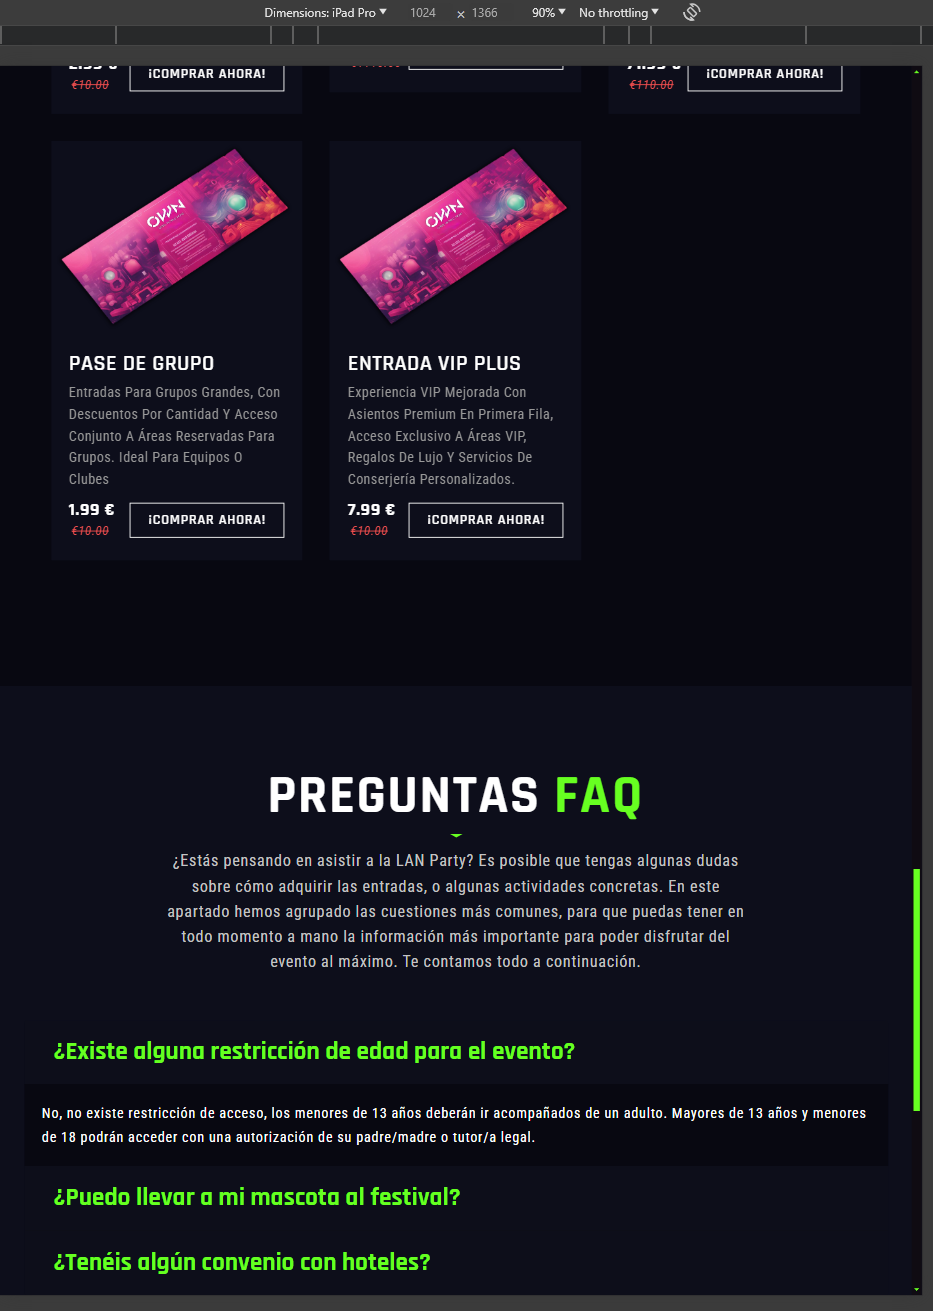 Dimensions: iPad Pro 1024 × 1366 90% No throttling
¡COMPRAR AHORA!
€10.00
¡COMPRAR AHORA!
€110.00
OWN
OWN
PASE DE GRUPO
Entradas Para Grupos Grandes, Con
Descuentos Por Cantidad Y Acceso
Conjunto A Áreas Reservadas Para
Grupos. Ideal Para Equipos O
Clubes
1.99 €
€10.00
¡COMPRAR AHORA!
ENTRADA VIP PLUS
Experiencia VIP Mejorada Con
Asientos Premium En Primera Fila,
Acceso Exclusivo A Áreas VIP,
Regalos De Lujo Y Servicios De
Conserjería Personalizados.
7.99 €
€10.00
¡COMPRAR AHORA!
PREGUNTAS FAQ
¿Estás pensando en asistir a la LAN Party? Es posible que tengas algunas dudas
sobre cómo adquirir las entradas, o algunas actividades concretas. En este
apartado hemos agrupado las cuestiones más comunes, para que puedas tener en
todo momento a mano la información más importante para poder disfrutar del
evento al máximo. Te contamos todo a continuación.
¿Existe alguna restricción de edad para el evento?
No, no existe restricción de acceso, los menores de 13 años deberán ir acompañados de un adulto. Mayores de 13 años y menores
de 18 podrán acceder con una autorización de su padre/madre o tutor/a legal.
¿Puedo llevar a mi mascota al festival?
¿Tenéis algún convenio con hoteles?